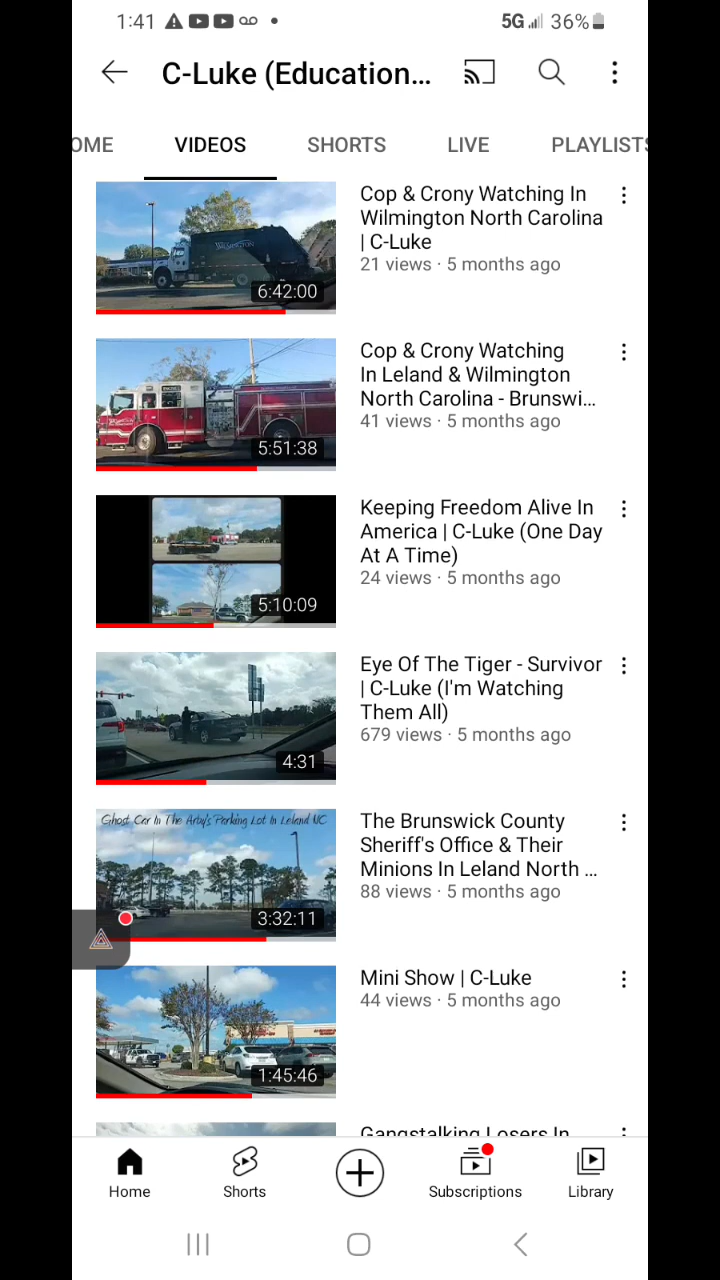 1:41
5G 36%
C-Luke (Education...
OME VIDEOS SHORTS LIVE PLAYLISTS
Cop & Crony Watching In
Wilmington North Carolina
| C-Luke
21 views · 5 months ago
WILMINGTON
6:42:00
Cop & Crony Watching
In Leland & Wilmington
North Carolina - Brunswi...
41 views · 5 months ago
5:51:38
Keeping Freedom Alive In
America | C-Luke (One Day
At A Time)
24 views · 5 months ago
5:10:09
Eye Of The Tiger - Survivor
| C-Luke (I'm Watching
Them All)
679 views · 5 months ago
4:31
Ghost Car In The Arby's Parking Lot In Leland NC
The Brunswick County
Sheriff's Office & Their
Minions In Leland North ...
88 views · 5 months ago
3:32:11
Mini Show | C-Luke
44 views · 5 months ago
1:45:46
Gangstalking Losers In
Home Shorts Subscriptions Library